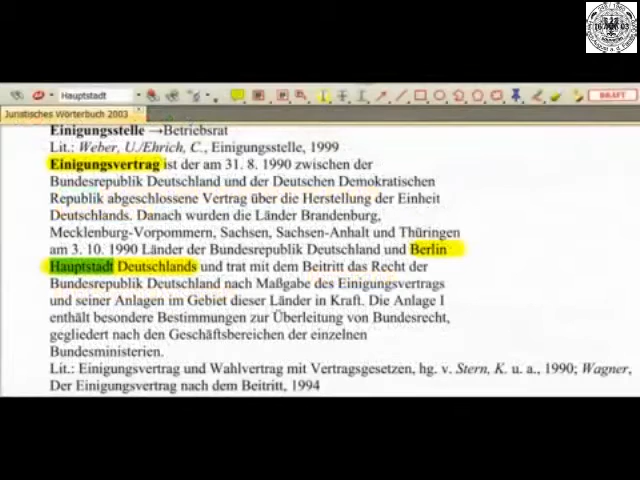 Hauptstadt
DRAFT
Juristisches Wörterbuch 2003
Einigungsstelle →Betriebsrat
Lit.: Weber, U./Ehrich, C., Einigungsstelle, 1999
Einigungsvertrag ist der am 31. 8. 1990 zwischen der
Bundesrepublik Deutschland und der Deutschen Demokratischen
Republik abgeschlossene Vertrag über die Herstellung der Einheit
Deutschlands. Danach wurden die Länder Brandenburg,
Mecklenburg-Vorpommern, Sachsen, Sachsen-Anhalt und Thüringen
am 3. 10. 1990 Länder der Bundesrepublik Deutschland und Berlin
Hauptstadt Deutschlands und trat mit dem Beitritt das Recht der
Bundesrepublik Deutschland nach Maßgabe des Einigungsvertrags
und seiner Anlagen im Gebiet dieser Länder in Kraft. Die Anlage I
enthält besondere Bestimmungen zur Überleitung von Bundesrecht,
gegliedert nach den Geschäftsbereichen der einzelnen
Bundesministerien.
Lit.: Einigungsvertrag und Wahlvertrag mit Vertragsgesetzen, hg. v. Stern, K. u. a., 1990; Wagner,
Der Einigungsvertrag nach dem Beitritt, 1994